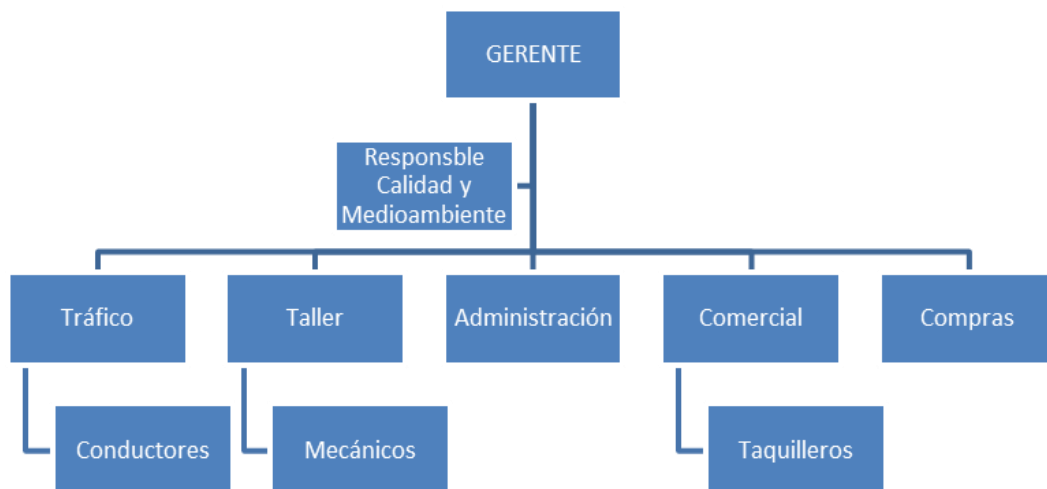 GERENTE
Responsble
Calidad y
Medioambiente
Tráfico
Taller
Administración
Comercial
Compras
Conductores
Mecánicos
Taquilleros